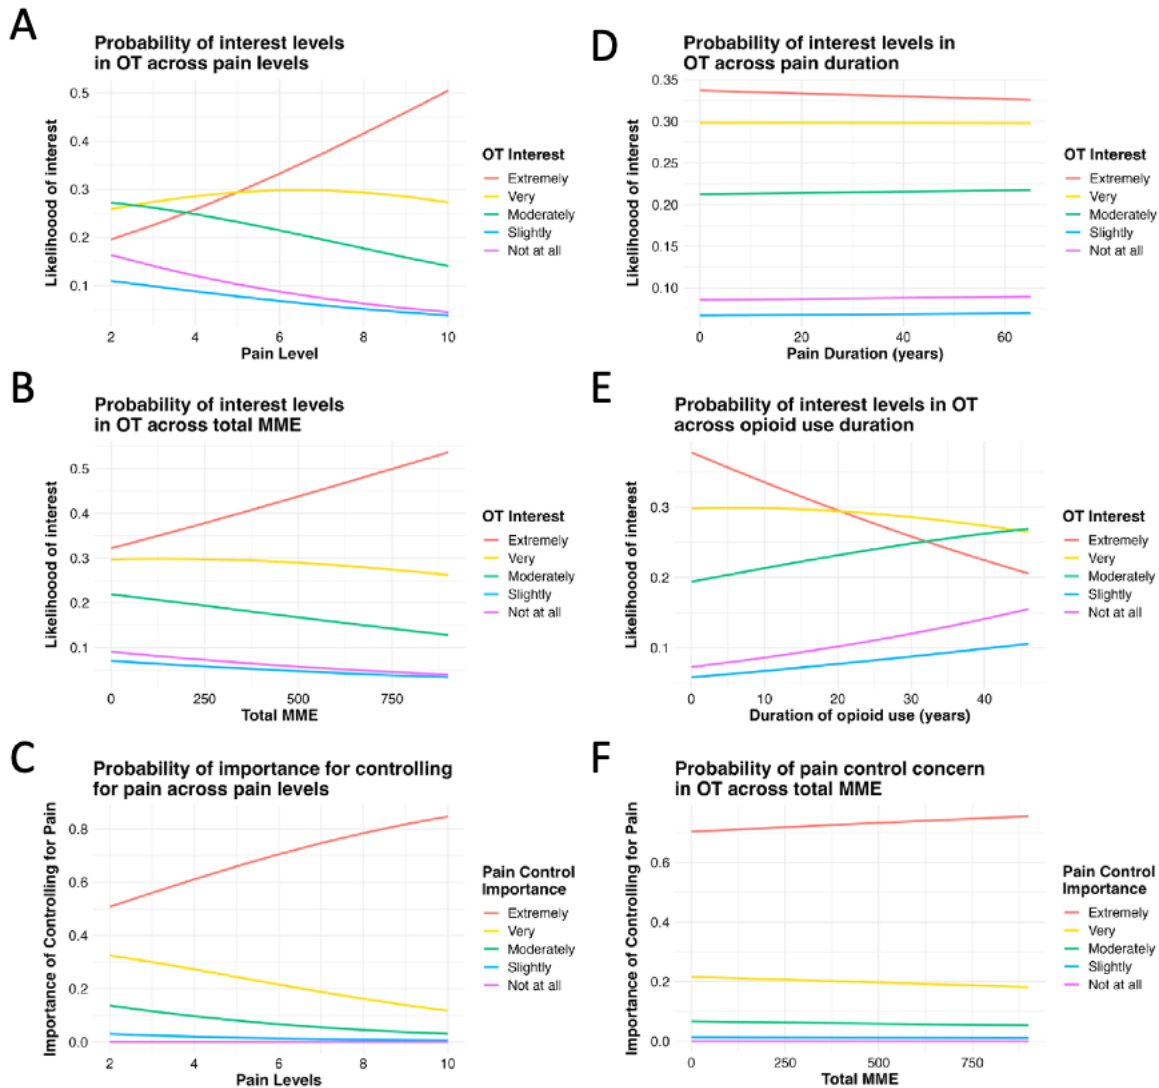 A
Probability of interest levels
in OT across pain levels
Likelihoood of interest
0.5
0.4
0.3
0.2
0.1
2
4
6
8
10
Pain Level
OT Interest
Extremely
Very
Moderately
Slightly
Not at all
D
Probability of interest levels in
OT across pain duration
Likelihoood of interest
0.35
0.30
0.25
0.20
0.15
0.10
0
20
40
60
Pain Duration (years)
OT Interest
Extremely
Very
Moderately
Slightly
Not at all
B
Probability of interest levels
in OT across total MME
Likelihoood of interest
0.5
0.4
0.3
0.2
0.1
0
250
500
750
Total MME
OT Interest
Extremely
Very
Moderately
Slightly
Not at all
E
Probability of interest levels in OT
across opioid use duration
Likelihoood of interest
0.3
0.2
0.1
0
10
20
30
40
Duration of opioid use (years)
OT Interest
Extremely
Very
Moderately
Slightly
Not at all
C
Probability of importance for controlling
for pain across pain levels
Importance of Controlling for Pain
0.8
0.6
0.4
0.2
0.0
2
4
6
8
10
Pain Levels
Pain Control
Importance
Extremely
Very
Moderately
Slightly
Not at all
F
Probability of pain control concern
in OT across total MME
Importance of Controlling for Pain
0.6
0.4
0.2
0.0
0
250
500
750
Total MME
Pain Control
Importance
Extremely
Very
Moderately
Slightly
Not at all